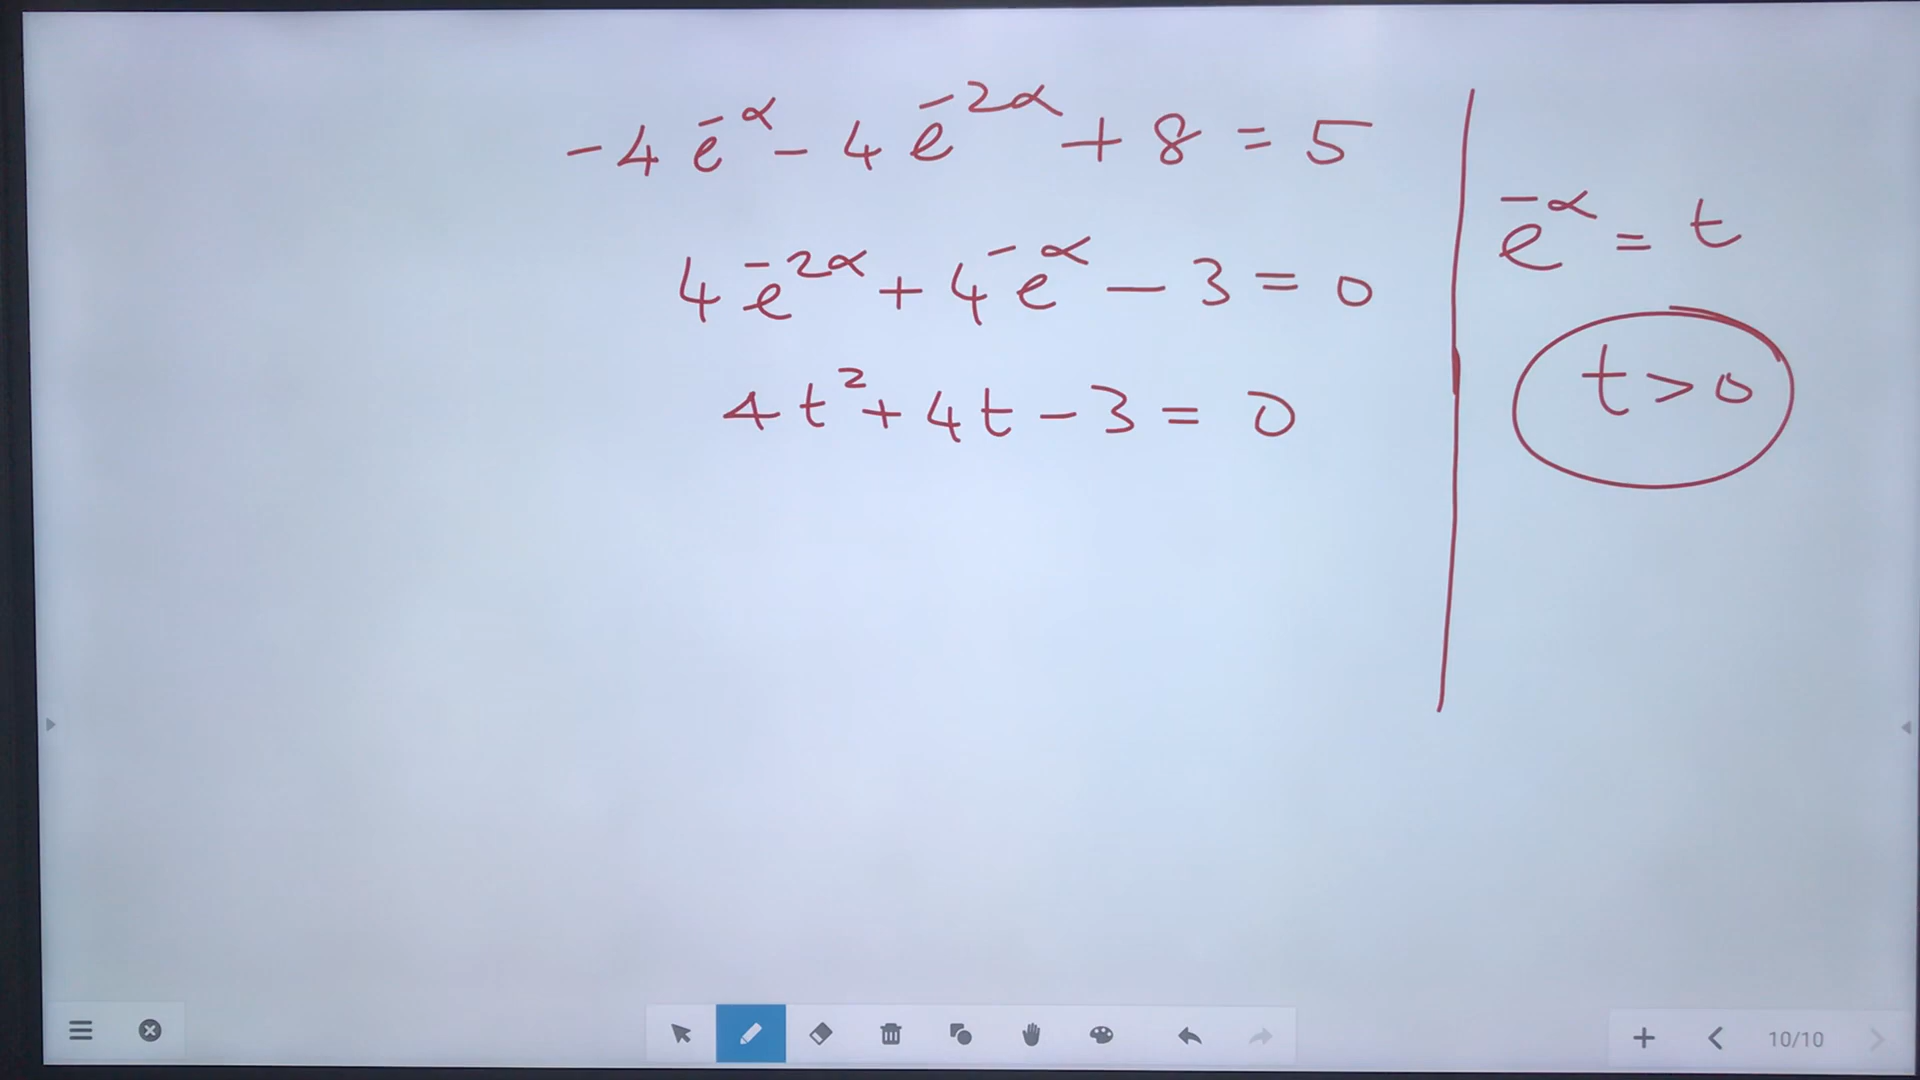 -4e^{-α} - 4e^{-2α} + 8 = 5
4e^{-2α} + 4e^{-α} - 3 = 0
4t² + 4t - 3 = 0
e^{-α} = t
t > 0
10/10